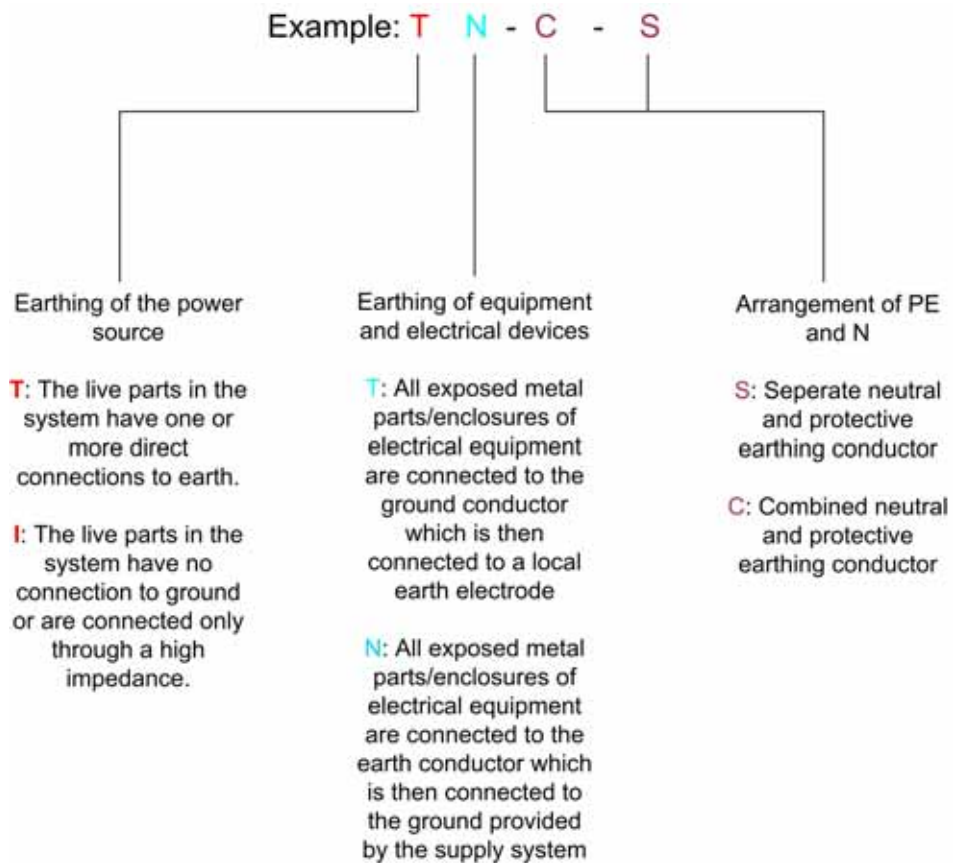 Example: T N - C - S
Earthing of the power
source
T: The live parts in the
system have one or
more direct
connections to earth.
I: The live parts in the
system have no
connection to ground
or are connected only
through a high
impedance.
Earthing of equipment
and electrical devices
T: All exposed metal
parts/enclosures of
electrical equipment
are connected to the
ground conductor
which is then
connected to a local
earth electrode
N: All exposed metal
parts/enclosures of
electrical equipment
are connected to the
earth conductor which
is then connected to
the ground provided
by the supply system
Arrangement of PE
and N
S: Seperate neutral
and protective
earthing conductor
C: Combined neutral
and protective
earthing conductor